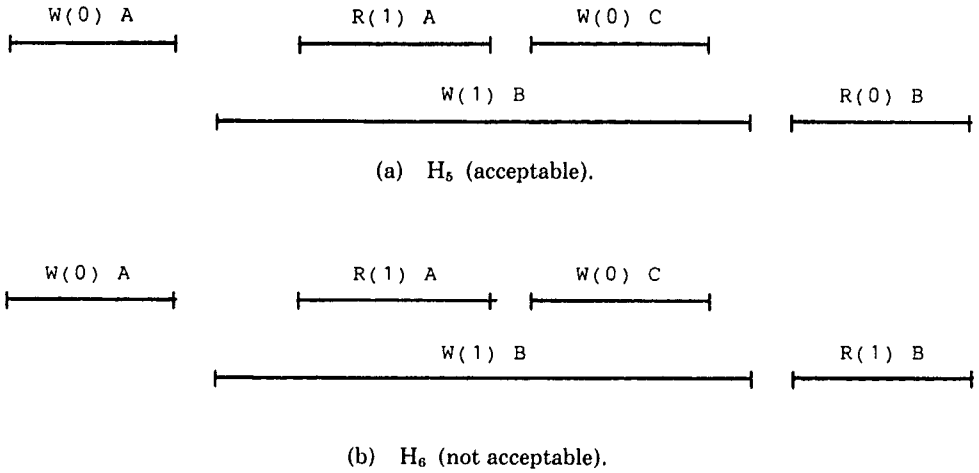 W(0) A R(1) A W(0) C
W(1) B R(0) B
(a) H₅ (acceptable).
W(0) A R(1) A W(0) C
W(1) B R(1) B
(b) H₆ (not acceptable).